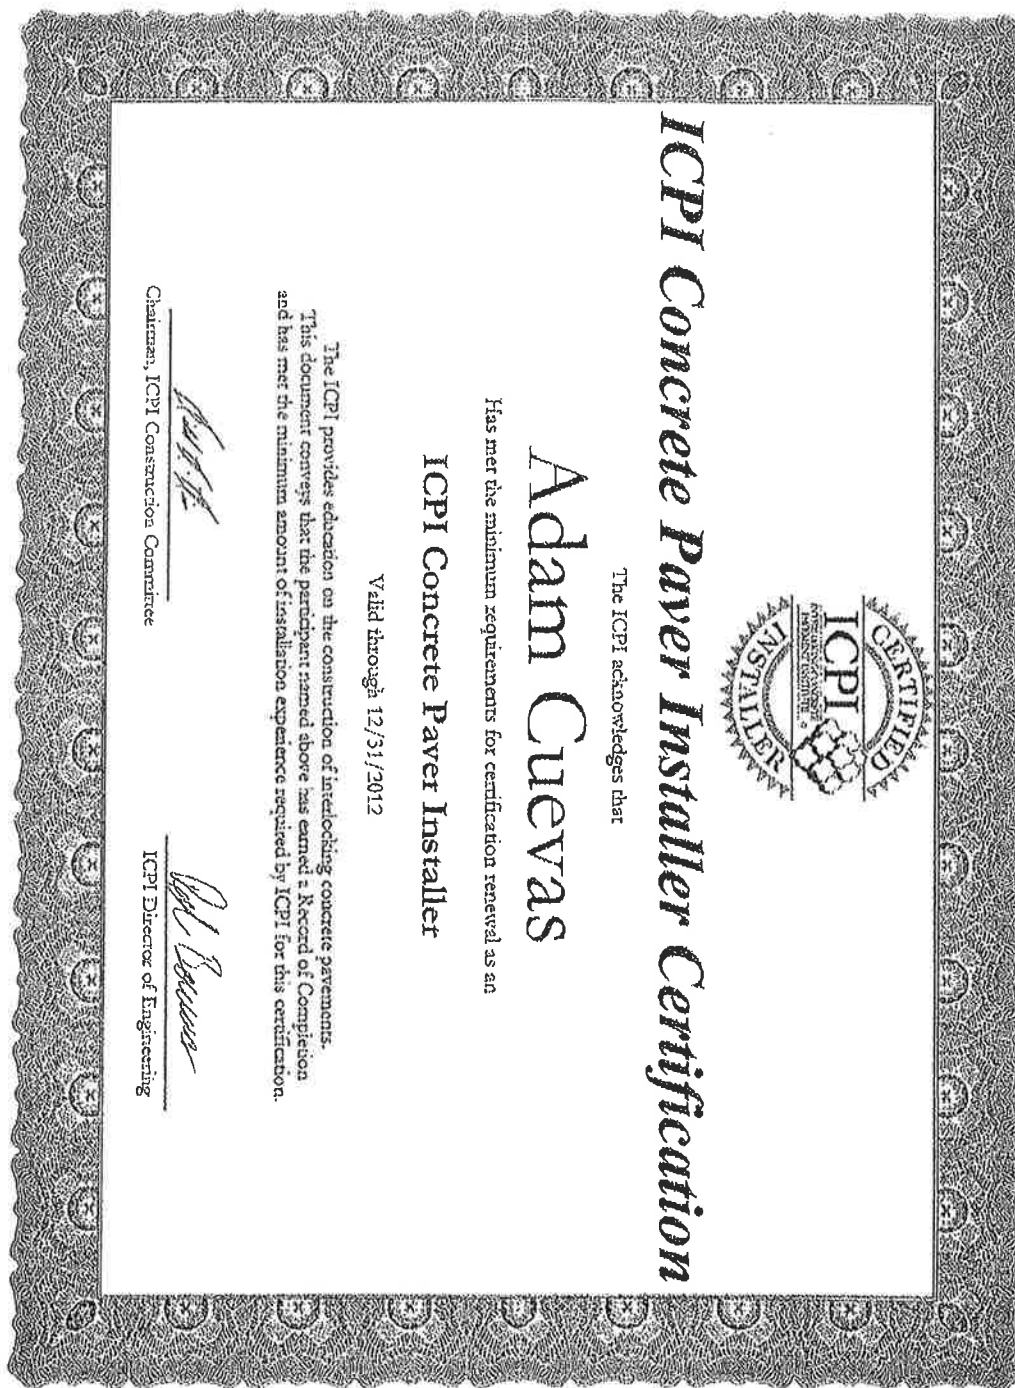 CERTIFIED
ICPI
INSTALLER
ICPI Concrete Paver Installer Certification
The ICPI acknowledges that
Adam Cuevas
Has met the minimum requirements for certification renewal as an
ICPI Concrete Paver Installer
Valid through 12/31/2012
The ICPI provides education on the construction of interlocking concrete pavements.
This document conveys that the participant named above has earned a Record of Completion
and has met the minimum amount of installation experience required by ICPI for this certification.
Chairman, ICPI Construction Committee
ICPI Director of Engineering